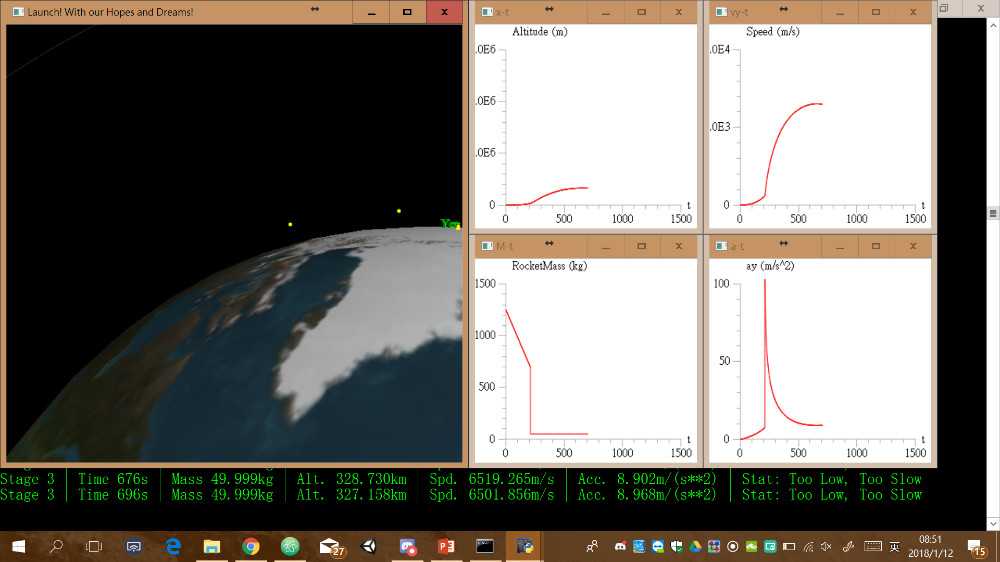 Launch! With our Hopes and Dreams!
x-t
Altitude (m)
.0E6
.0E6
.0E6
0
t
0 500 1000 1500
vy-t
Speed (m/s)
.0E4
.0E3
0
t
0 500 1000 1500
Yes
M-t
RocketMass (kg)
1500
1000
500
0
t
0 500 1000 1500
a-t
ay (m/s^2)
100
50
0
t
0 500 1000 1500
Stage 3 | Time 676s | Mass 49.999kg | Alt. 328.730km | Spd. 6519.265m/s | Acc. 8.902m/(s**2) | Stat: Too Low, Too Slow
Stage 3 | Time 696s | Mass 49.999kg | Alt. 327.158km | Spd. 6501.856m/s | Acc. 8.968m/(s**2) | Stat: Too Low, Too Slow
27
英
08:51
2018/1/12
15